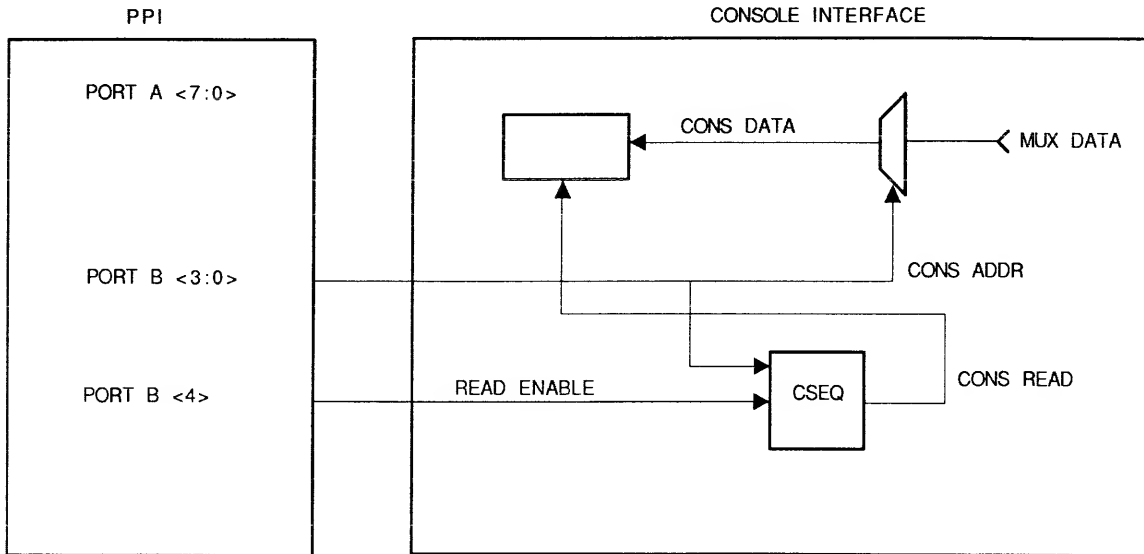 PPI
CONSOLE INTERFACE
PORT A <7:0>
CONS DATA
MUX DATA
PORT B <3:0>
CONS ADDR
PORT B <4>
READ ENABLE
CSEQ
CONS READ